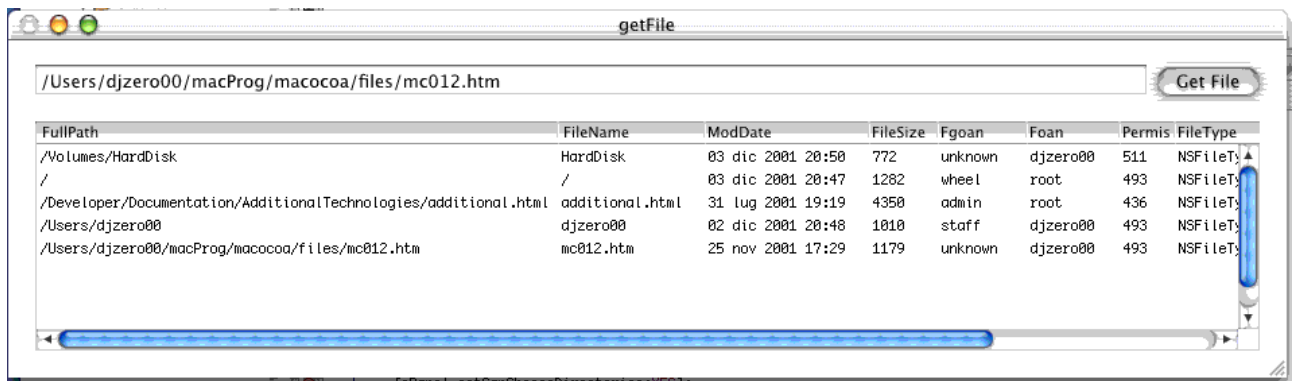 getFile
/Users/djzero00/macProg/macocoa/files/mc012.htm Get File
FullPath FileName ModDate FileSize Fgoan Foan Permis FileType
/Volumes/HardDisk HardDisk 03 dic 2001 20:50 772 unknown djzero00 511 NSFileTy
/ / 03 dic 2001 20:47 1282 wheel root 493 NSFileTy
/Developer/Documentation/AdditionalTechnologies/additional.html additional.html 31 lug 2001 19:19 4350 admin root 436 NSFileTy
/Users/djzero00 djzero00 02 dic 2001 20:48 1010 staff djzero00 493 NSFileTy
/Users/djzero00/macProg/macocoa/files/mc012.htm mc012.htm 25 nov 2001 17:29 1179 unknown djzero00 493 NSFileTy